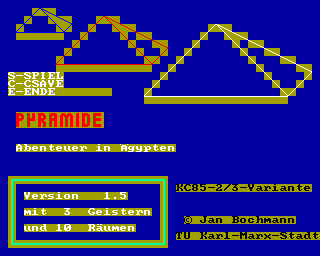 S-SPIEL
C-CSAVE
E-ENDE
PYRAMIDE
Abenteuer in Agypten
Version 1.5
mit 3 Geistern
und 10 Räumen
KC85-2/3-Variante
© Jan Bochmann
TU Karl-Marx-Stadt